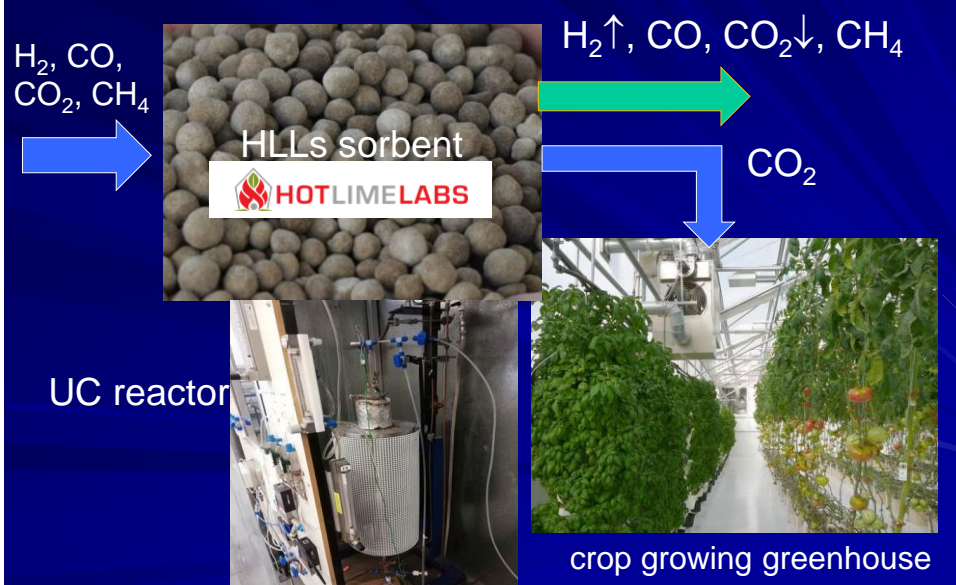 H₂, CO,
CO₂, CH₄
H₂↑, CO, CO₂↓, CH₄
HLLs sorbent
HOTLIMELABS
CO₂
UC reactor
crop growing greenhouse